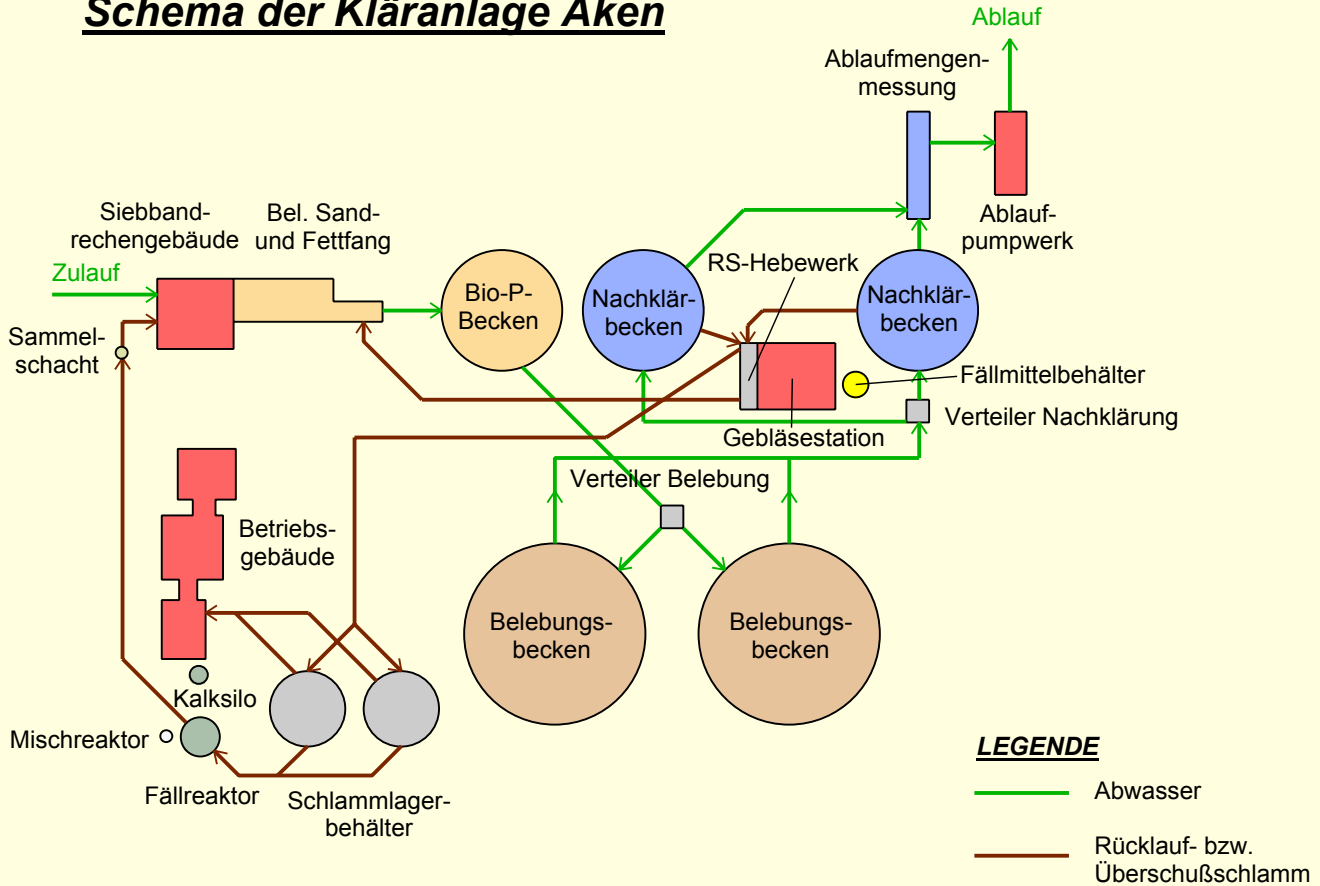 Schema der Kläranlage Aken
Ablauf
Ablaufmengen-
messung
Siebband-
rechengebäude
Bel. Sand-
und Fettfang
Ablauf-
pumpwerk
Zulauf
RS-Hebewerk
Bio-P-
Becken
Nachklär-
becken
Nachklär-
becken
Sammel-
schacht
Fällmittelbehälter
Verteiler Nachklärung
Gebläsestation
Verteiler Belebung
Betriebs-
gebäude
Belebungs-
becken
Belebungs-
becken
Kalksilo
Mischreaktor
Fällreaktor
Schlammlager-
behälter
LEGENDE
Abwasser
Rücklauf- bzw.
Überschußschlamm